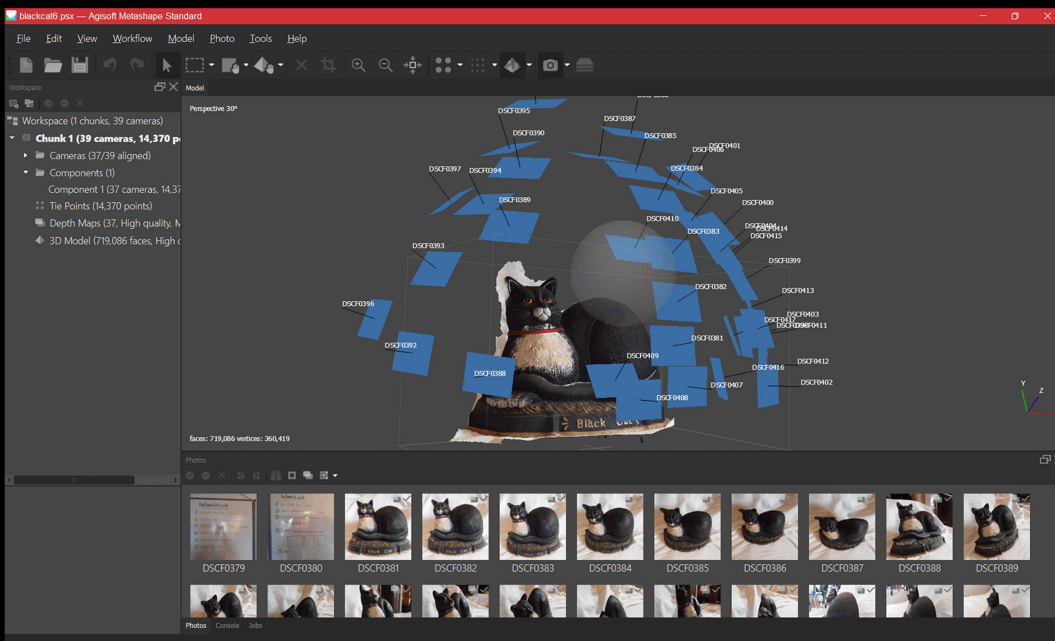 blackcat6.psx — Agisoft Metashape Standard
File Edit View Workflow Model Photo Tools Help
Workspace
Model
Workspace (1 chunks, 39 cameras)
Chunk 1 (39 cameras, 14,370 p
Cameras (37/39 aligned)
Components (1)
Component 1 (37 cameras, 14,37
Tie Points (14,370 points)
Depth Maps (37, High quality, M
3D Model (719,086 faces, High q
Perspective 30°
DSCF0395
DSCF0387
DSCF0390
DSCF0385
DSCF0406
DSCF0401
DSCF0397
DSCF0394
DSCF0384
DSCF0405
DSCF0389
DSCF0400
DSCF0410
DSCF0414
DSCF0383
DSCF0415
DSCF0393
DSCF0399
DSCF0382
DSCF0413
DSCF0396
DSCF0403
DSCF0417
DSCF0411
DSCF0381
DSCF0392
DSCF0409
DSCF0412
DSCF0416
DSCF0388
DSCF0407
DSCF0402
DSCF0408
Black Cat
faces: 719,086 vertices: 360,419
Y
Z
Photos
DSCF0379 DSCF0380 DSCF0381 DSCF0382 DSCF0383 DSCF0384 DSCF0385 DSCF0386 DSCF0387 DSCF0388 DSCF0389
Photos Console Jobs